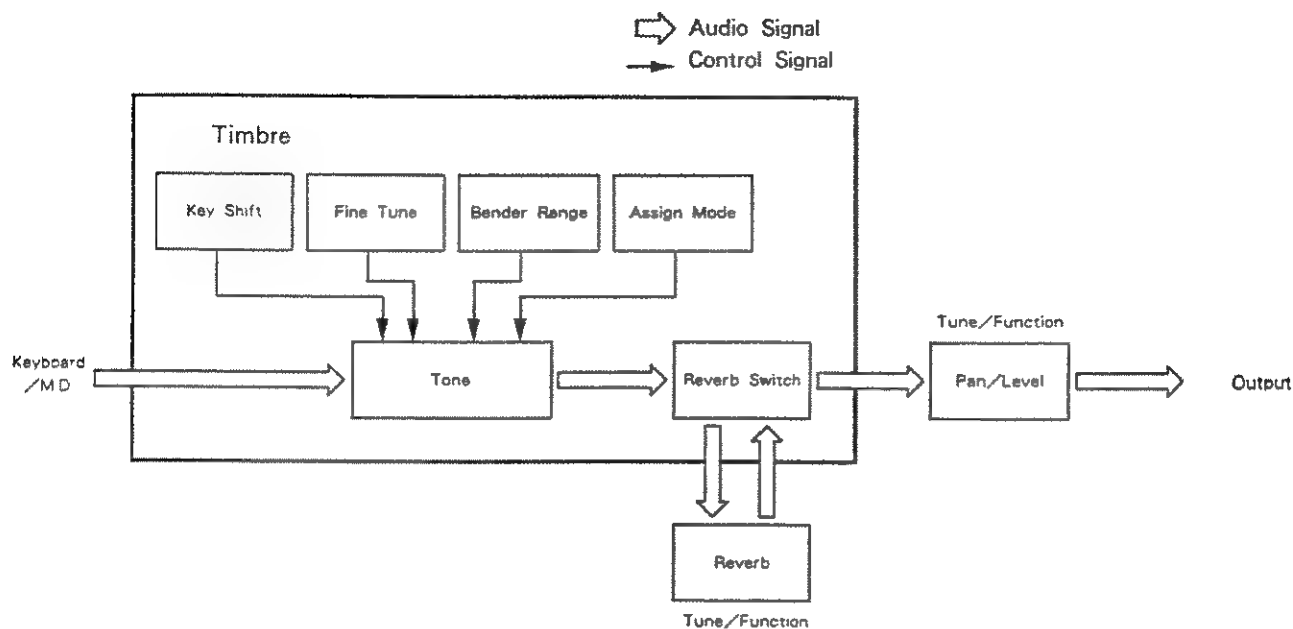 Audio Signal
Control Signal
Timbre
Key Shift
Fine Tune
Bender Range
Assign Mode
Keyboard
/MID
Tone
Reverb Switch
Tune/Function
Pan/Level
Output
Reverb
Tune/Function